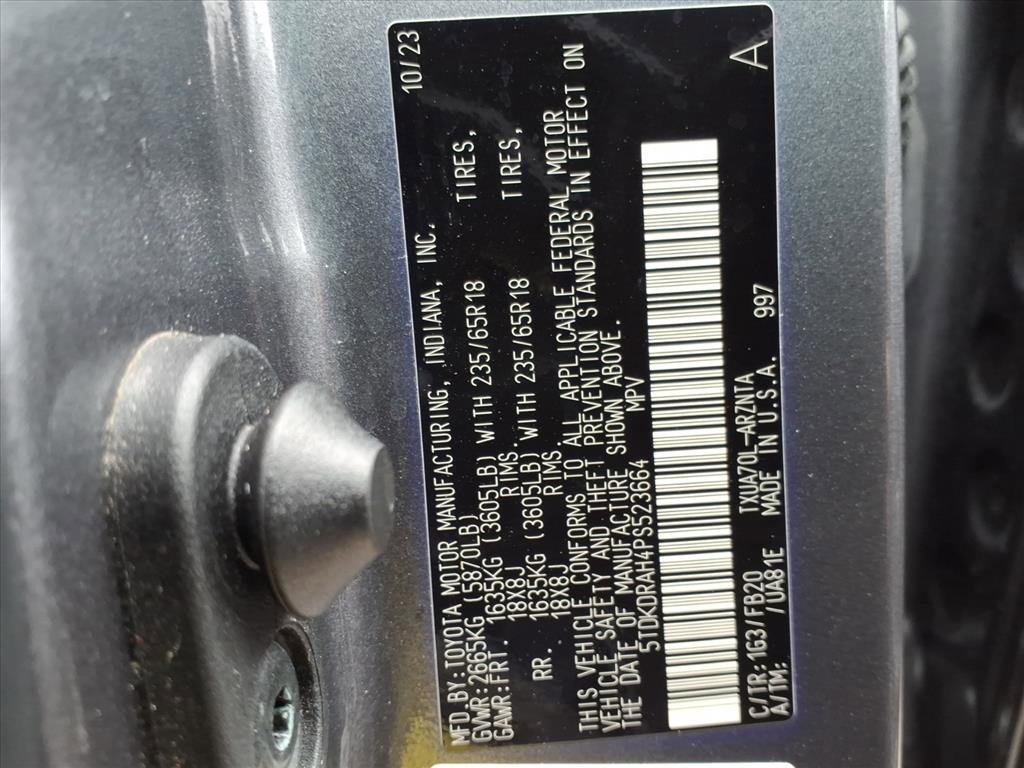 MFD.BY:TOYOTA MOTOR MANUFACTURING, INDIANA, INC. 10/23
GVWR:2665KG (5870LB)
GAWR:FRT. 1635KG (3605LB) WITH 235/65R18 TIRES,
18X8J RIMS.
RR. 1635KG (3605LB) WITH 235/65R18 TIRES,
18X8J RIMS.
THIS VEHICLE CONFORMS TO ALL APPLICABLE FEDERAL MOTOR
VEHICLE SAFETY AND THEFT PREVENTION STANDARDS IN EFFECT ON
THE DATE OF MANUFACTURE SHOWN ABOVE.
5TDKDRAH4PS523664 MPV
C/TR:1G3/FB20 TXUA70L-ARZNTA A
A/TM: /UA81E MADE IN U.S.A. 997